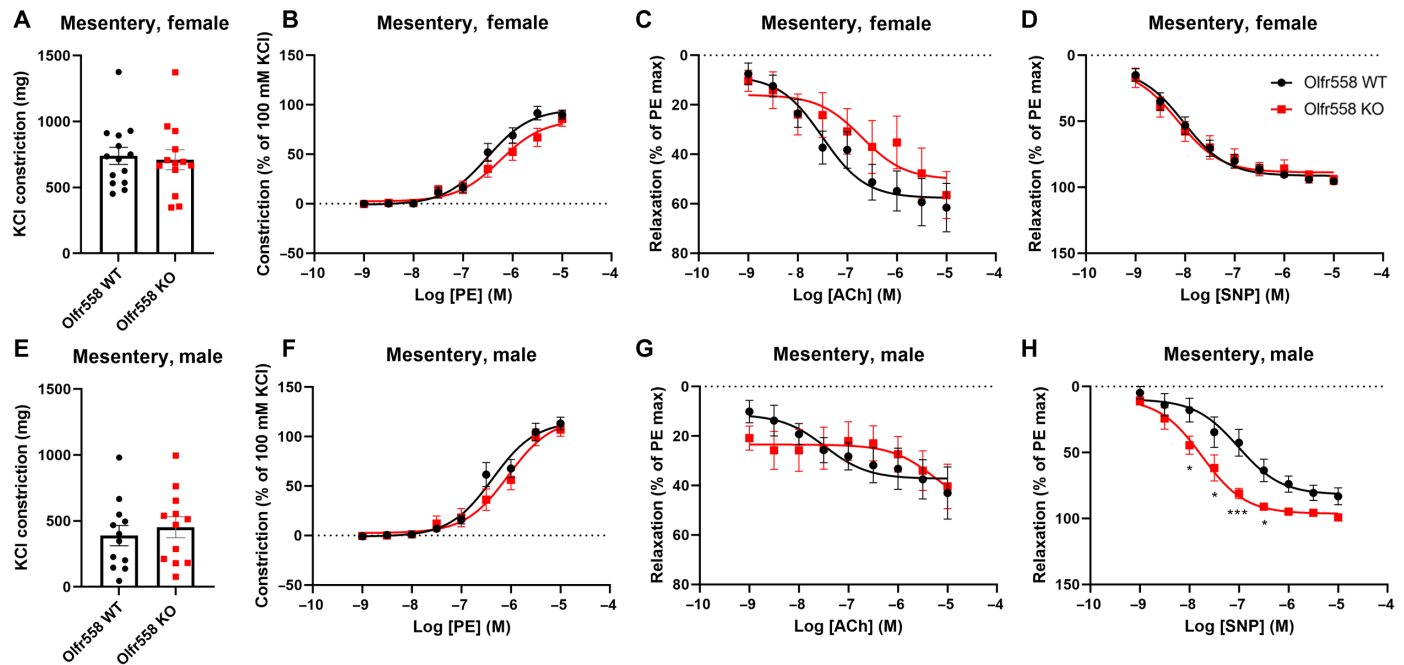 A
Mesentery, female
KCl constriction (mg)
1500
1000
500
0
Olfr558 WT
Olfr558 KO
B
Mesentery, female
Constriction (% of 100 mM KCl)
150
100
50
0
−50
−10 −9 −8 −7 −6 −5 −4
Log [PE] (M)
C
Mesentery, female
Relaxation (% of PE max)
0
20
40
60
80
−10 −9 −8 −7 −6 −5 −4
Log [ACh] (M)
D
Mesentery, female
Relaxation (% of PE max)
0
50
100
150
−10 −9 −8 −7 −6 −5 −4
Log [SNP] (M)
Olfr558 WT
Olfr558 KO
E
Mesentery, male
KCl constriction (mg)
1500
1000
500
0
Olfr558 WT
Olfr558 KO
F
Mesentery, male
Constriction (% of 100 mM KCl)
150
100
50
0
−50
−10 −9 −8 −7 −6 −5 −4
Log [PE] (M)
G
Mesentery, male
Relaxation (% of PE max)
0
20
40
60
80
−10 −9 −8 −7 −6 −5 −4
Log [ACh] (M)
H
Mesentery, male
Relaxation (% of PE max)
0
50
100
150
*
*
***
*
−10 −9 −8 −7 −6 −5 −4
Log [SNP] (M)